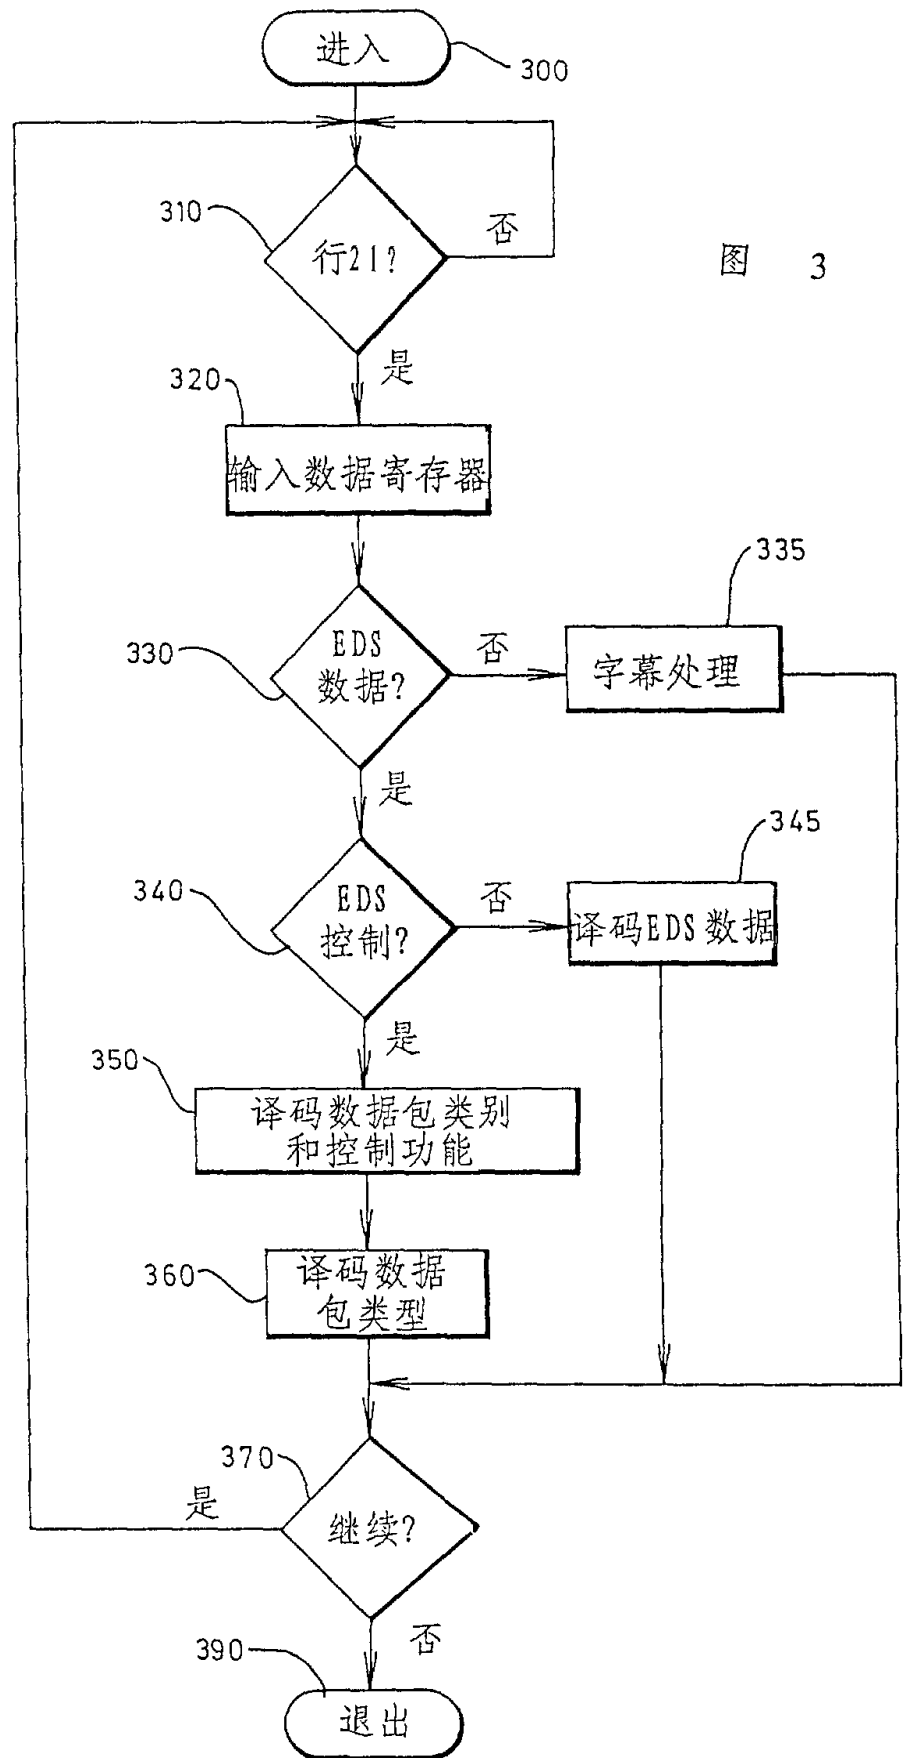 进入
300
310
行21?
否
图 3
是
320
输入数据寄存器
335
330
EDS
数据?
否
字幕处理
是
345
340
EDS
控制?
否
译码EDS数据
是
350
译码数据包类别
和控制功能
360
译码数据
包类型
370
是
继续?
否
390
退出